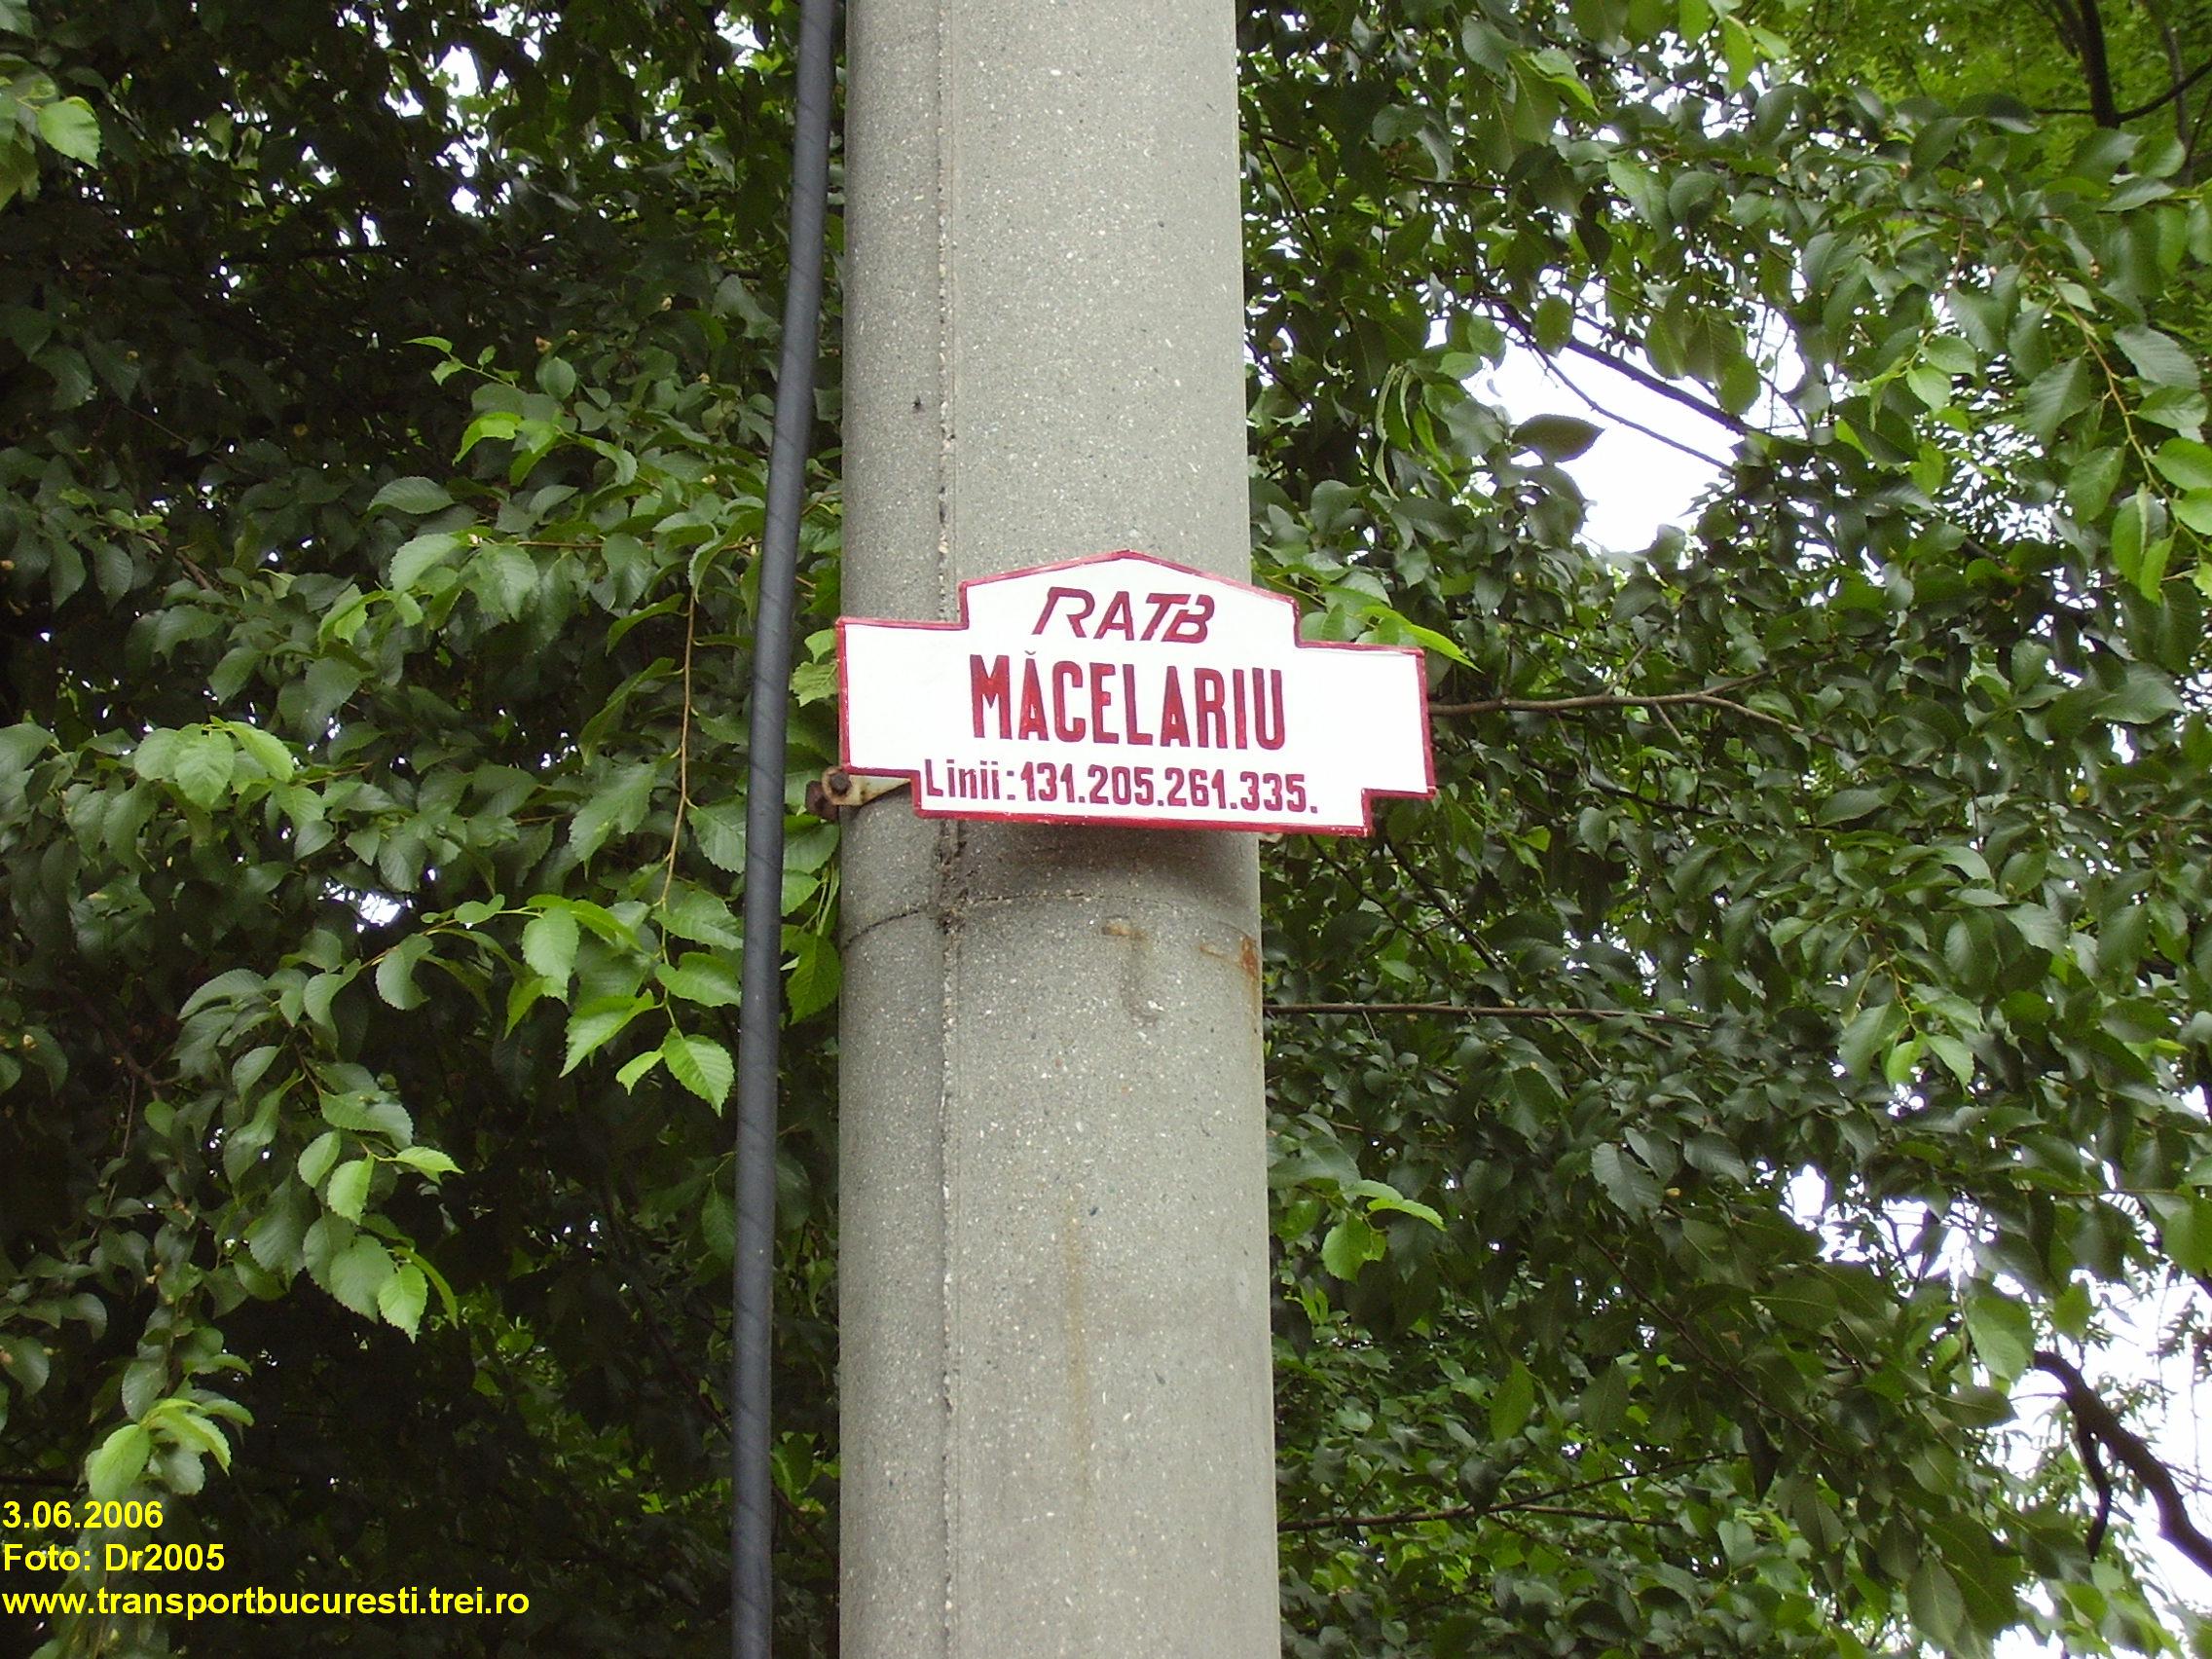 RATB
MĂCELARIU
Linii: 131.205.261.335.
3.06.2006
Foto: Dr2005
www.transportbucuresti.trei.ro